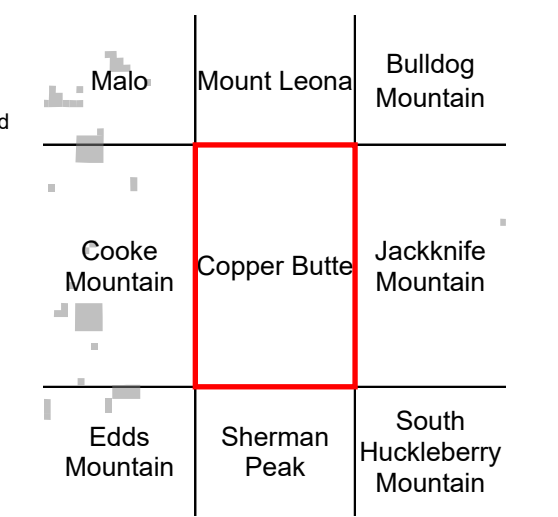 Malo
Mount Leona
Bulldog
Mountain
d
Cooke
Mountain
Copper Butte
Jackknife
Mountain
Edds
Mountain
Sherman
Peak
South
Huckleberry
Mountain